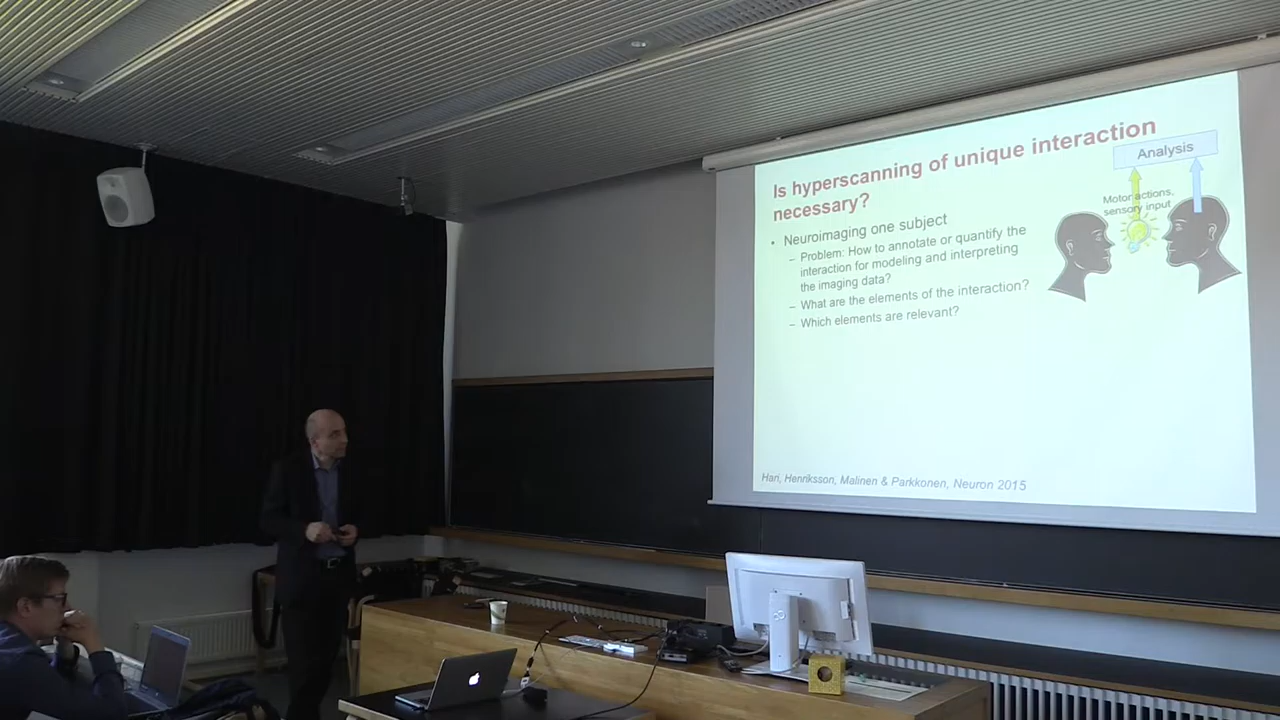 Is hyperscanning of unique interaction
necessary?
Analysis
Motor actions,
sensory input
• Neuroimaging one subject
– Problem: How to annotate or quantify the
interaction for modeling and interpreting
the imaging data?
– What are the elements of the interaction?
– Which elements are relevant?
Hari, Henriksson, Malinen & Parkkonen, Neuron 2015